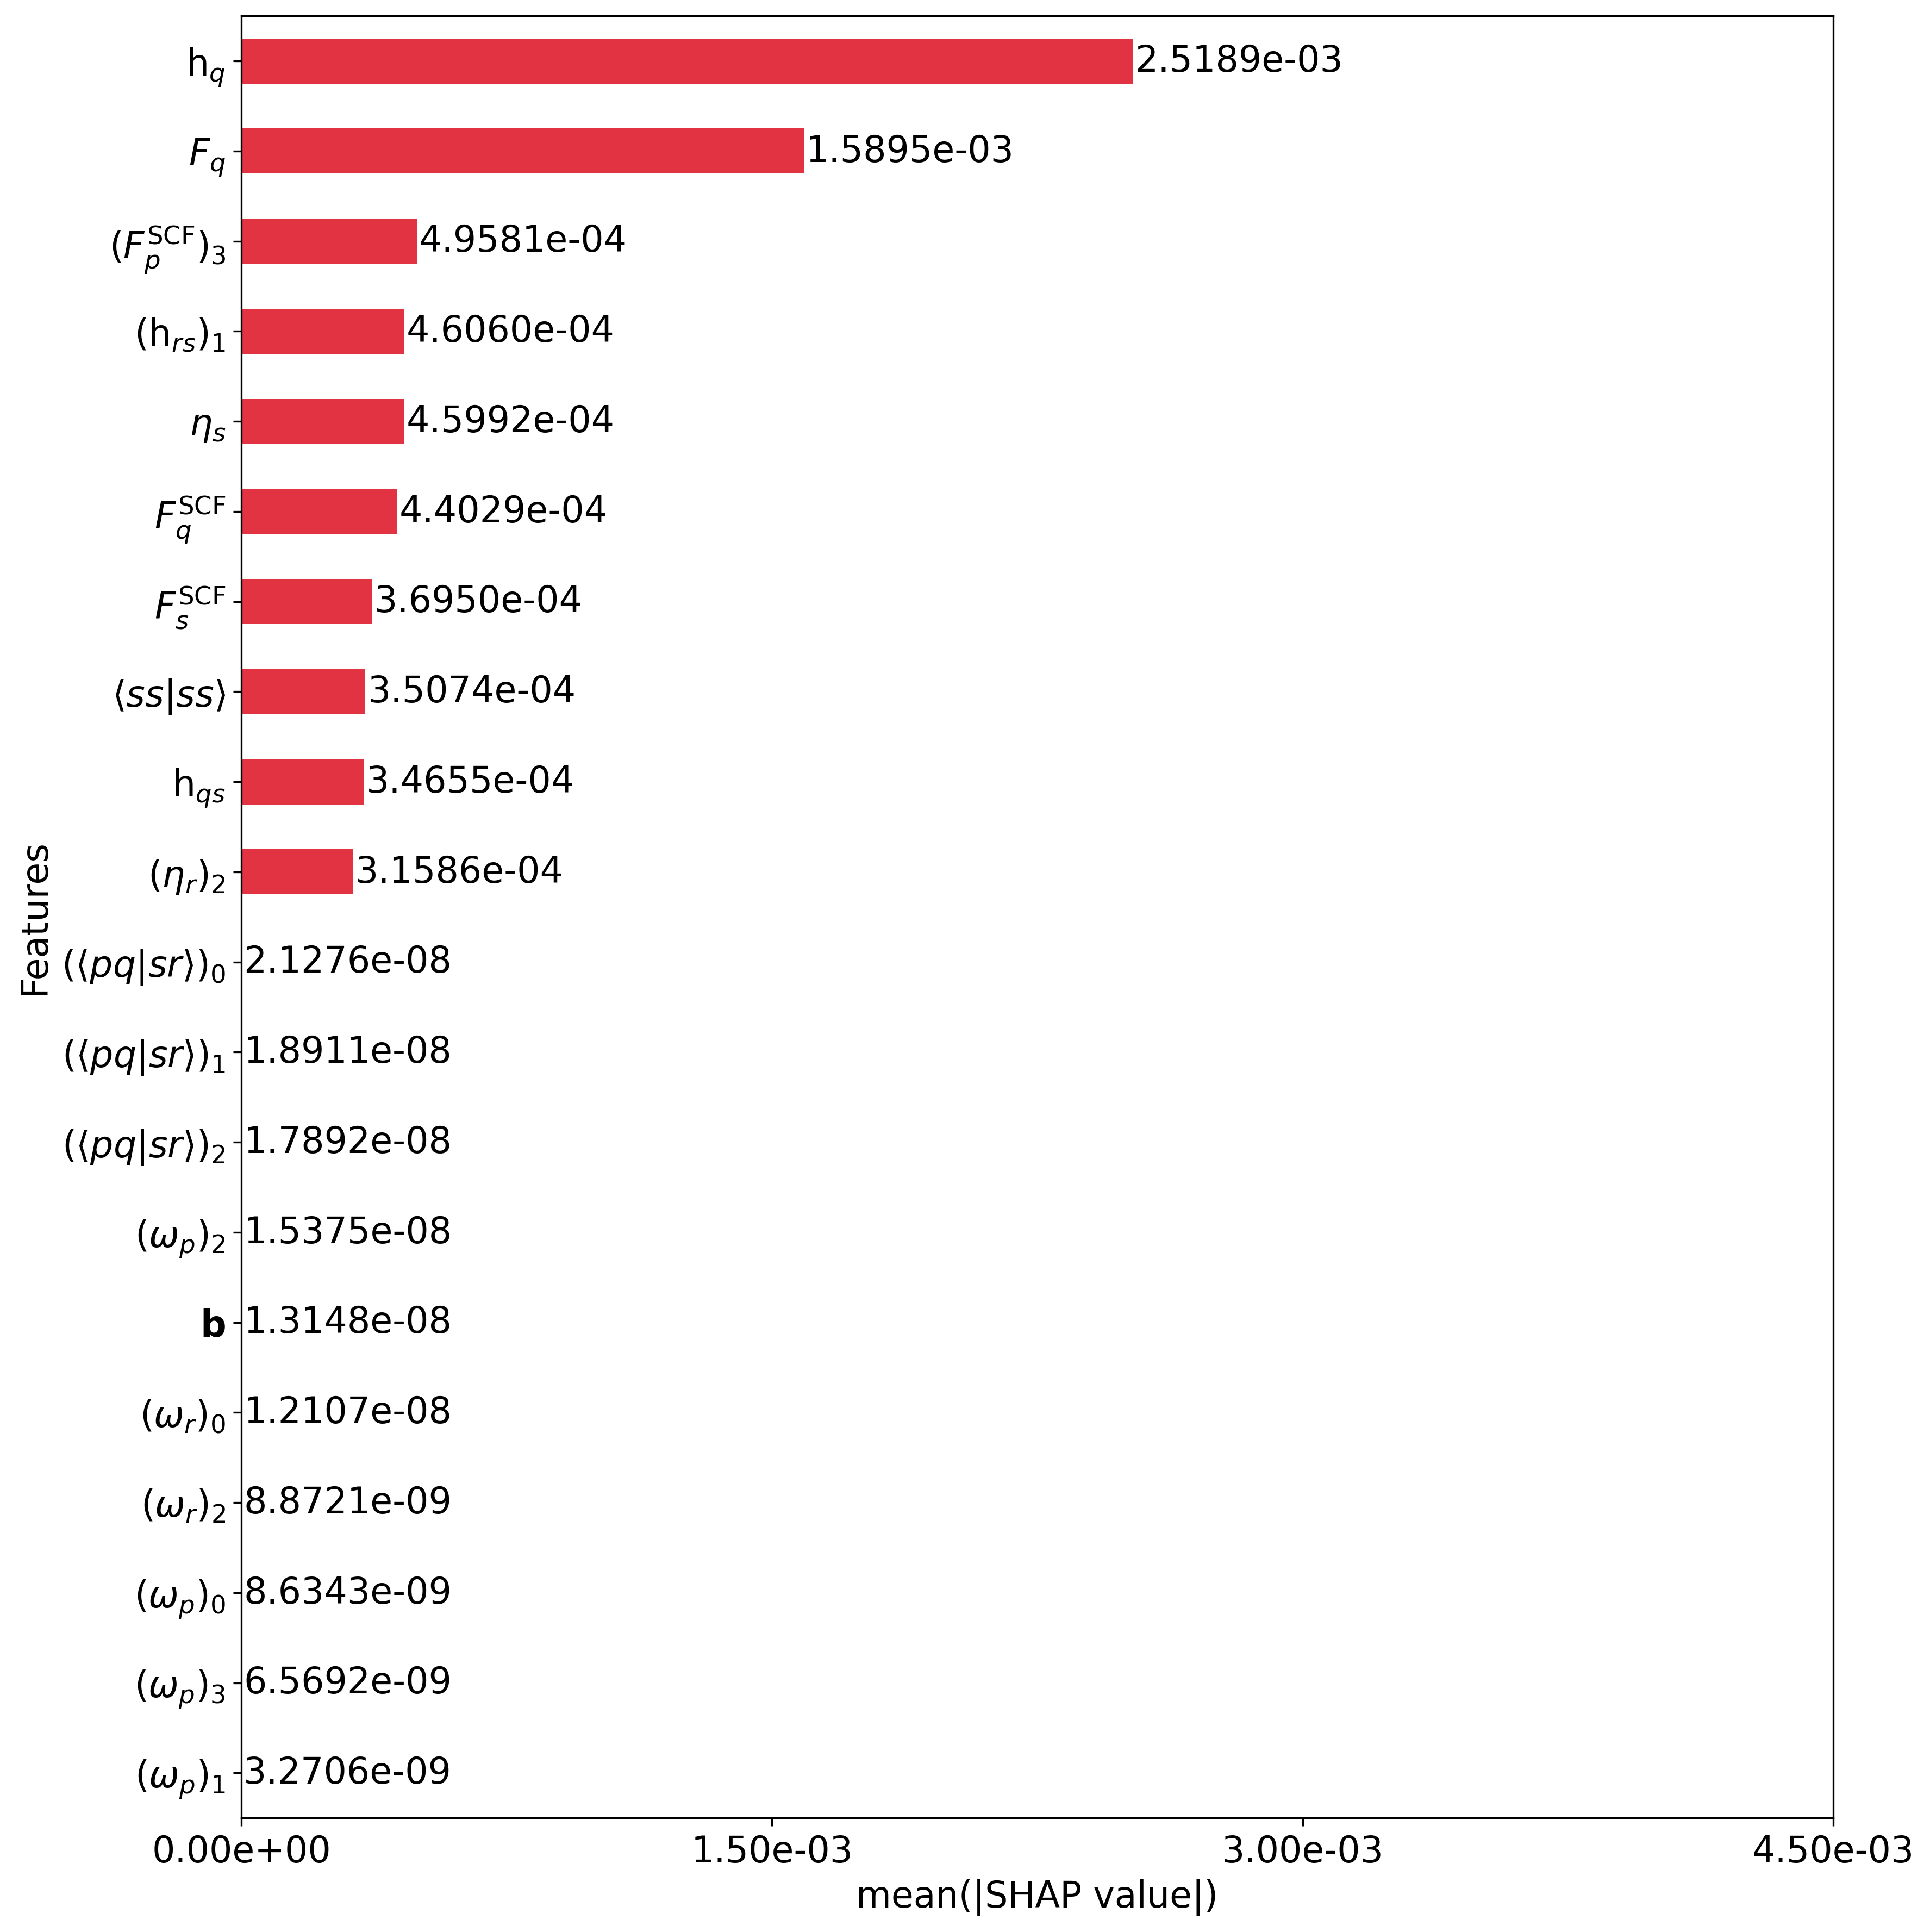 h_q 2.5189e-03
F_q 1.5895e-03
(F_p^SCF)_3 4.9581e-04
(h_rs)_1 4.6060e-04
η_s 4.5992e-04
F_q^SCF 4.4029e-04
F_s^SCF 3.6950e-04
⟨ss|ss⟩ 3.5074e-04
h_qs 3.4655e-04
(η_r)_2 3.1586e-04
(⟨pq|sr⟩)_0 2.1276e-08
(⟨pq|sr⟩)_1 1.8911e-08
(⟨pq|sr⟩)_2 1.7892e-08
(ω_p)_2 1.5375e-08
b 1.3148e-08
(ω_r)_0 1.2107e-08
(ω_r)_2 8.8721e-09
(ω_p)_0 8.6343e-09
(ω_p)_3 6.5692e-09
(ω_p)_1 3.2706e-09
Features
0.00e+00 1.50e-03 3.00e-03 4.50e-03
mean(|SHAP value|)